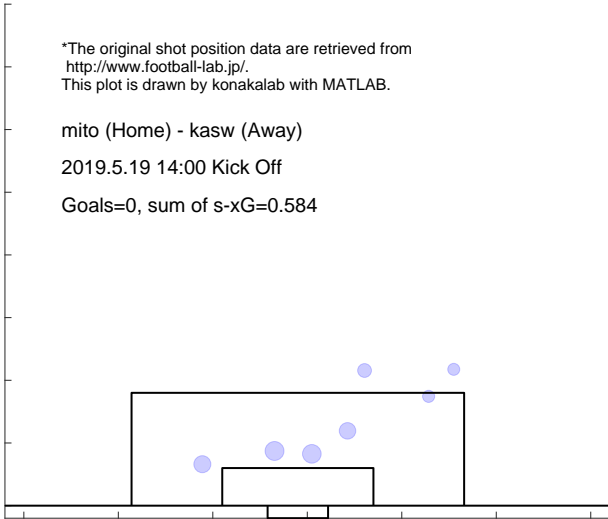 *The original shot position data are retrieved from
http://www.football-lab.jp/.
This plot is drawn by konakalab with MATLAB.
mito (Home) - kasw (Away)
2019.5.19 14:00 Kick Off
Goals=0, sum of s-xG=0.584